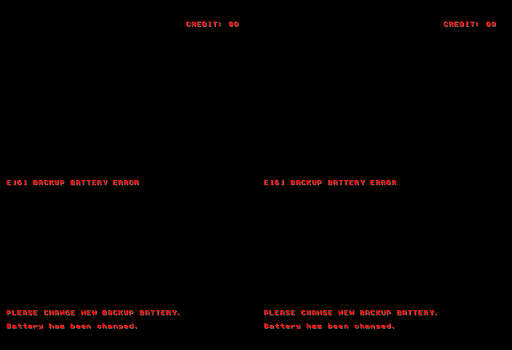 CREDIT: 00
CREDIT: 00
E161 BACKUP BATTERY ERROR
E161 BACKUP BATTERY ERROR
PLEASE CHANGE NEW BACKUP BATTERY.
Battery has been changed.
PLEASE CHANGE NEW BACKUP BATTERY.
Battery has been changed.